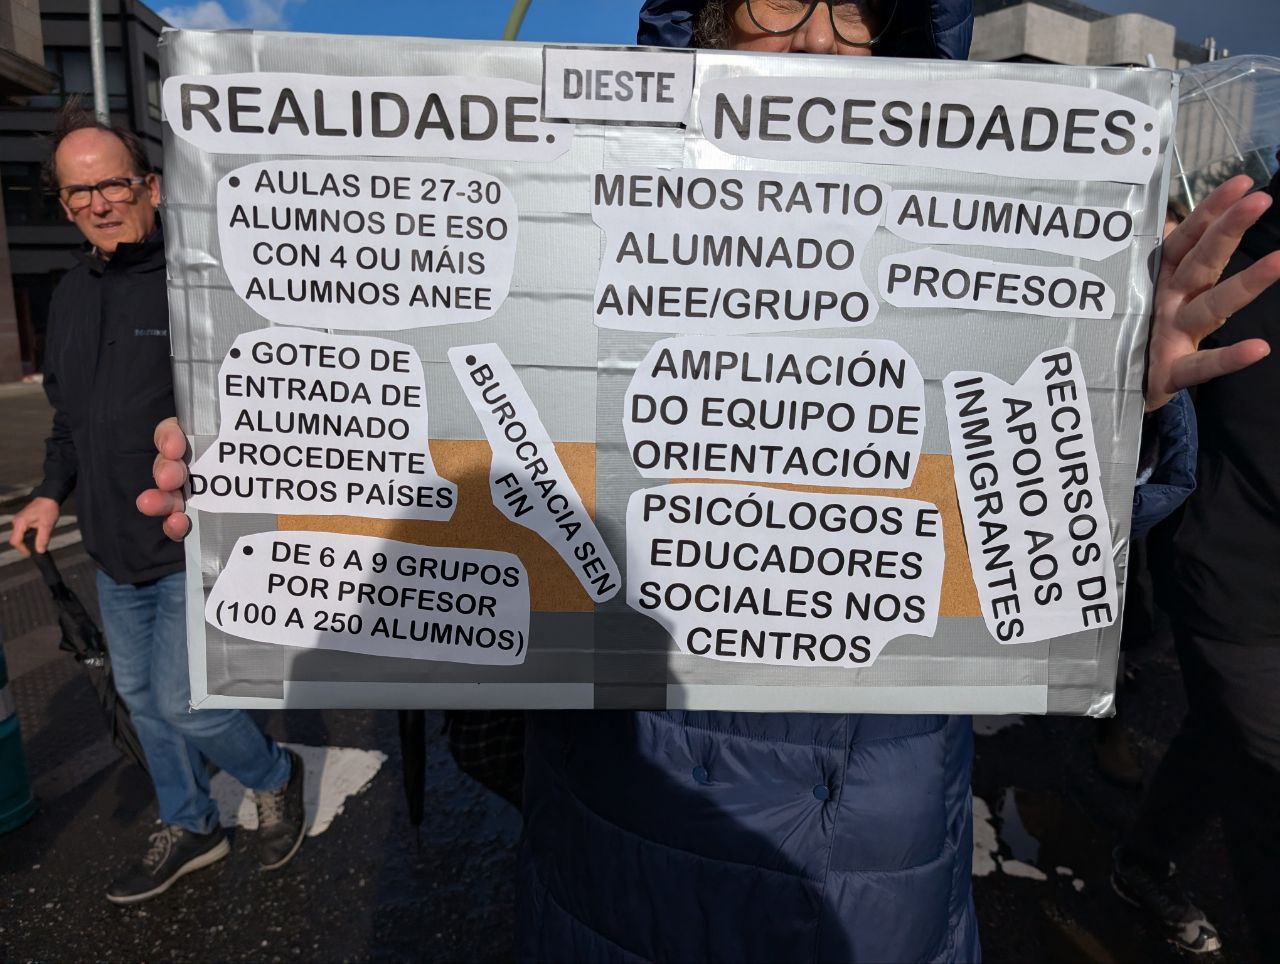 DIESTE
REALIDADE:
• AULAS DE 27-30
ALUMNOS DE ESO
CON 4 OU MÁIS
ALUMNOS ANEE
• GOTEO DE
ENTRADA DE
ALUMNADO
PROCEDENTE
DOUTROS PAÍSES
• BUROCRACIA SEN
FIN
• DE 6 A 9 GRUPOS
POR PROFESOR
(100 A 250 ALUMNOS)
NECESIDADES:
MENOS RATIO
ALUMNADO
ANEE/GRUPO
ALUMNADO
PROFESOR
AMPLIACIÓN
DO EQUIPO DE
ORIENTACIÓN
PSICÓLOGOS E
EDUCADORES
SOCIALES NOS
CENTROS
RECURSOS DE
APOIO AOS
INMIGRANTES